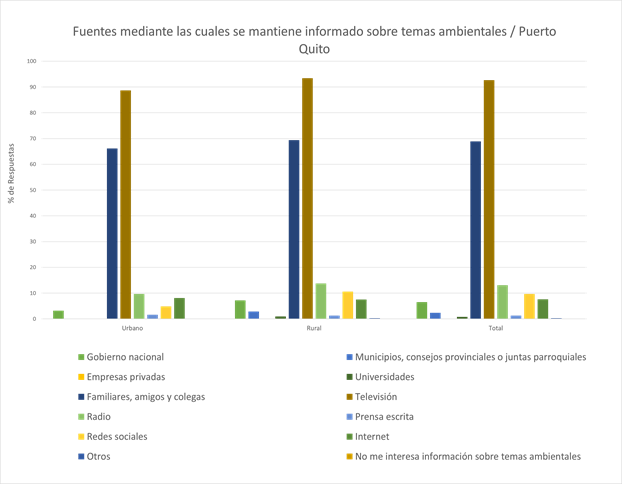 Fuentes mediante las cuales se mantiene informado sobre temas ambientales / Puerto
Quito
% de Respuestas
100
90
80
70
60
50
40
30
20
10
0
Urbano
Rural
Total
Gobierno nacional
Municipios, consejos provinciales o juntas parroquiales
Empresas privadas
Universidades
Familiares, amigos y colegas
Televisión
Radio
Prensa escrita
Redes sociales
Internet
Otros
No me interesa información sobre temas ambientales